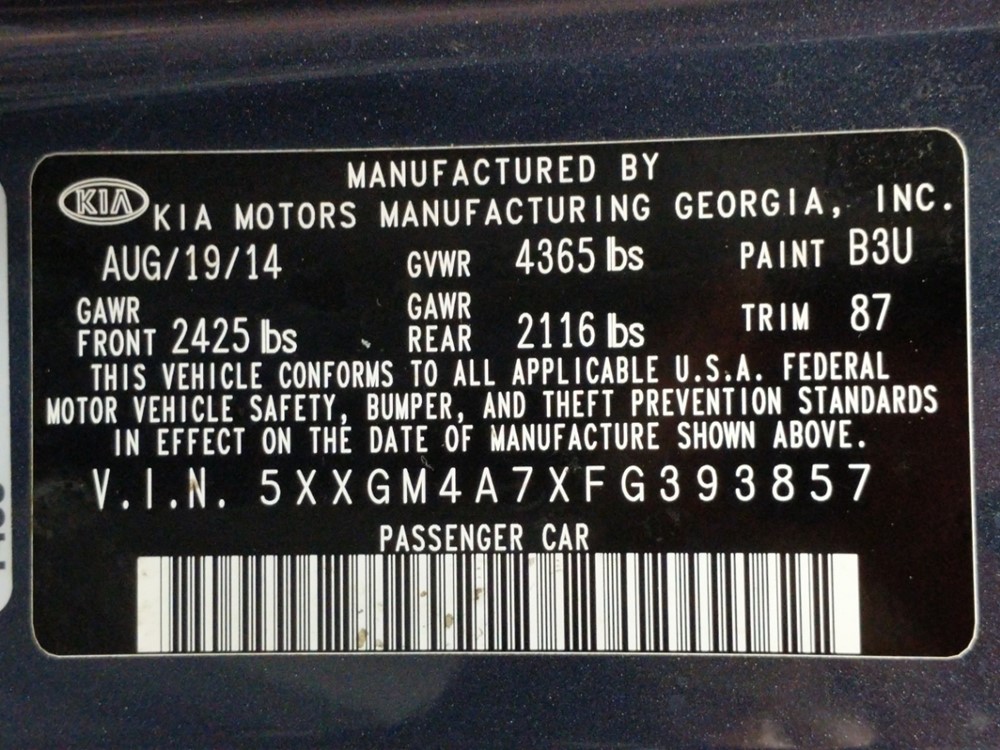 MANUFACTURED BY
KIA KIA MOTORS MANUFACTURING GEORGIA, INC.
AUG/19/14 GVWR 4365 lbs PAINT B3U
GAWR FRONT 2425 lbs GAWR REAR 2116 lbs TRIM 87
THIS VEHICLE CONFORMS TO ALL APPLICABLE U.S.A. FEDERAL
MOTOR VEHICLE SAFETY, BUMPER, AND THEFT PREVENTION STANDARDS
IN EFFECT ON THE DATE OF MANUFACTURE SHOWN ABOVE.
V.I.N. 5XXGM4A7XFG393857
PASSENGER CAR